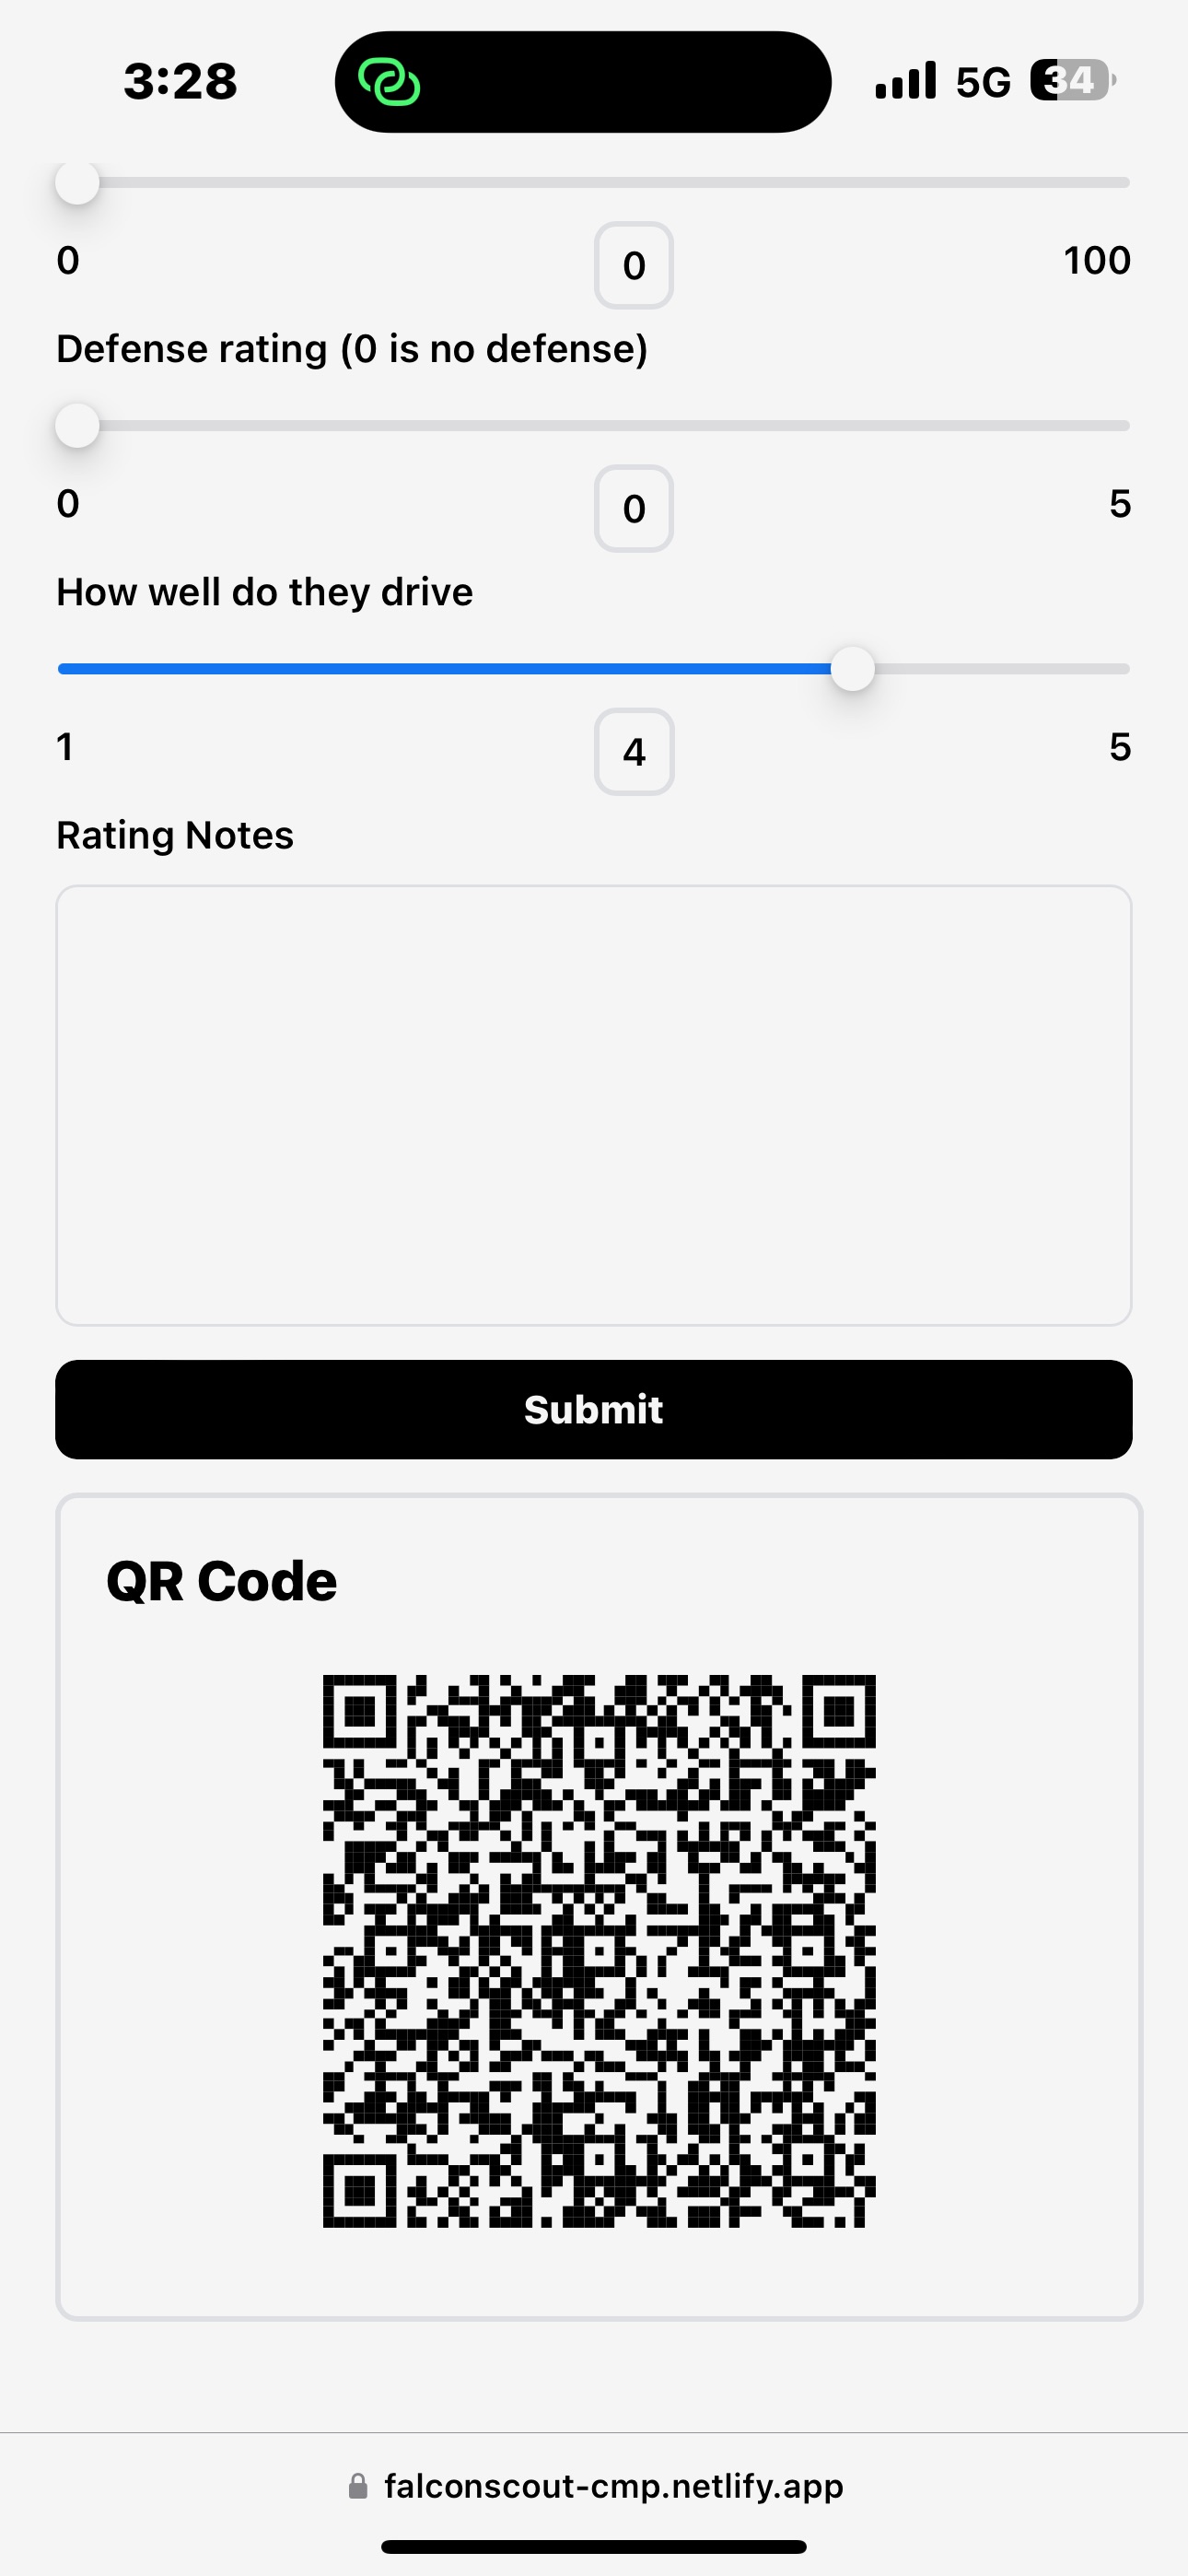 3:28 5G 34
0 0 100
Defense rating (0 is no defense)
0 0 5
How well do they drive
1 4 5
Rating Notes
Submit
QR Code
falconscout-cmp.netlify.app